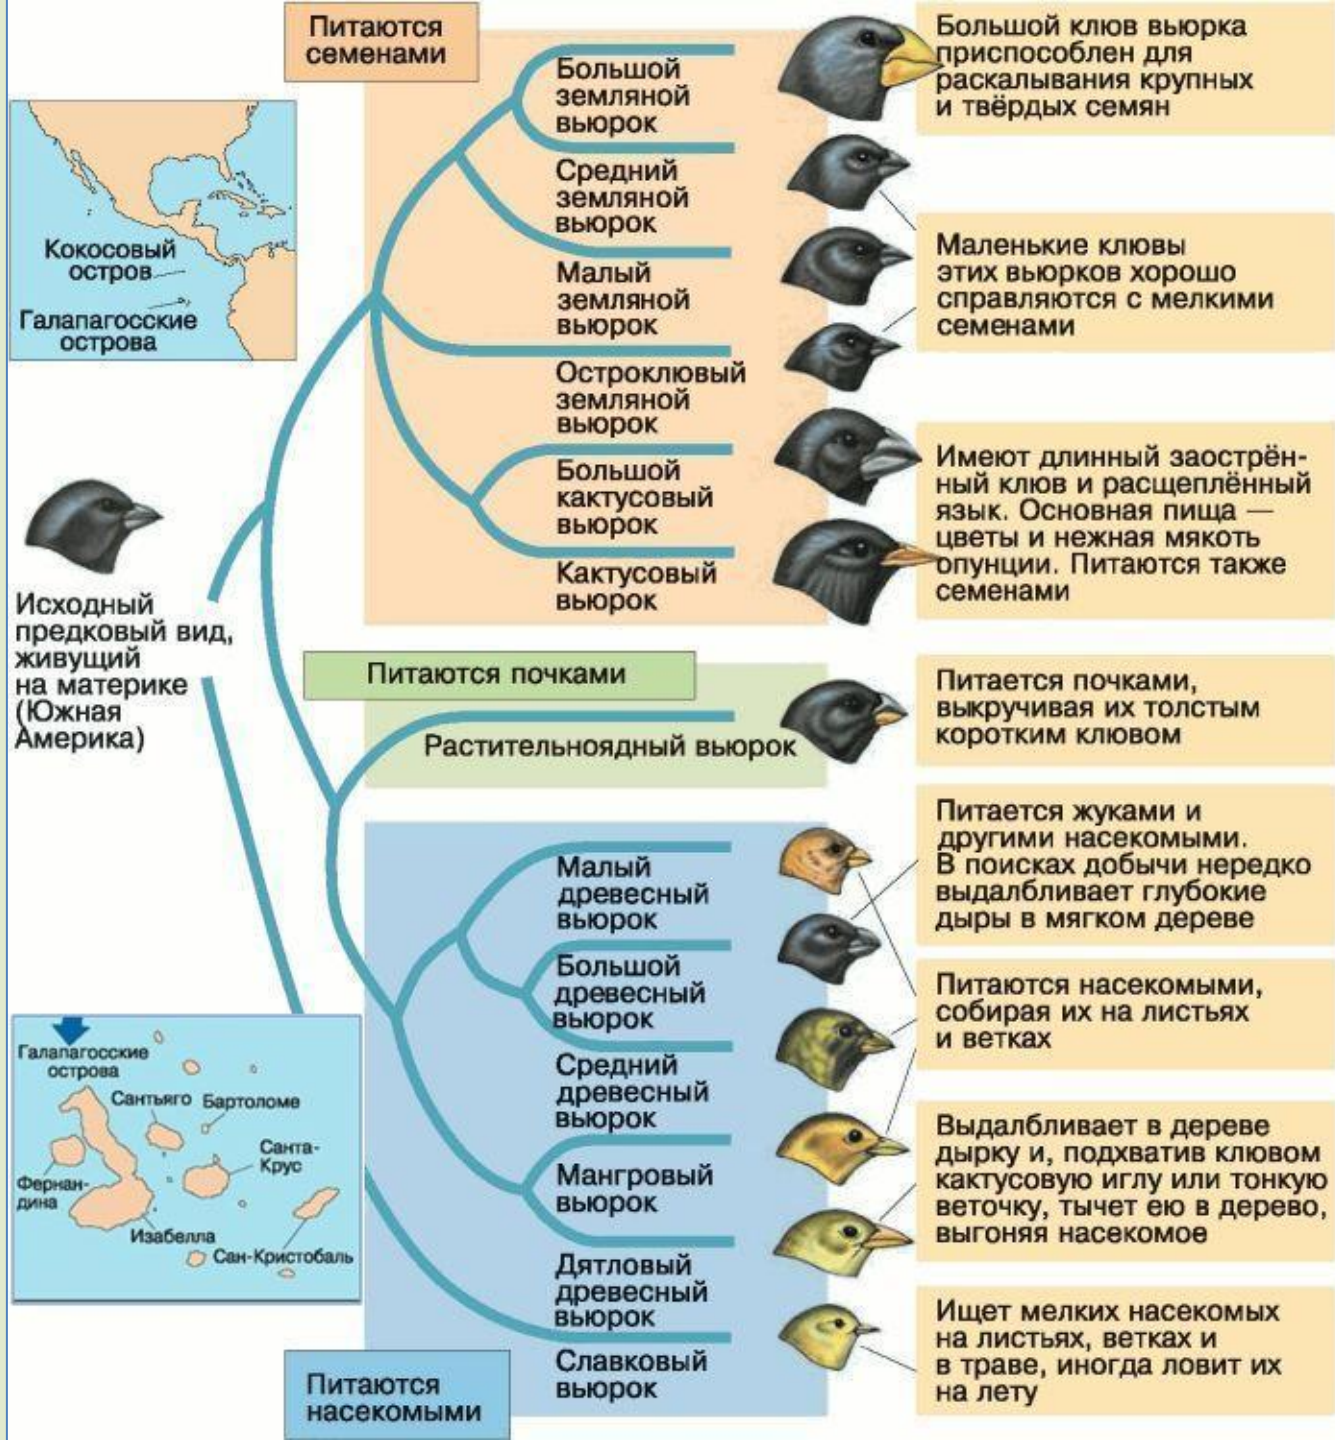 Питаются
семенами
Большой
земляной
вьюрок
Средний
земляной
вьюрок
Малый
земляной
вьюрок
Остроклювый
земляной
вьюрок
Большой
кактусовый
вьюрок
Кактусовый
вьюрок
Большой клюв вьюрка
приспособлен для
раскалывания крупных
и твёрдых семян
Маленькие клювы
этих вьюрков хорошо
справляются с мелкими
семенами
Имеют длинный заострён-
ный клюв и расщеплённый
язык. Основная пища —
цветы и нежная мякоть
опунции. Питаются также
семенами
Кокосовый
остров
Галапагосские
острова
Исходный
предковый вид,
живущий
на материке
(Южная
Америка)
Питаются почками
Растительноядный вьюрок
Питается почками,
выкручивая их толстым
коротким клювом
Малый
древесный
вьюрок
Большой
древесный
вьюрок
Средний
древесный
вьюрок
Мангровый
вьюрок
Дятловый
древесный
вьюрок
Славковый
вьюрок
Питается жуками и
другими насекомыми.
В поисках добычи нередко
выдалбливает глубокие
дыры в мягком дереве
Питаются насекомыми,
собирая их на листьях
и ветках
Выдалбливает в дереве
дырку и, подхватив клювом
кактусовую иглу или тонкую
веточку, тычет ею в дерево,
выгоняя насекомое
Ищет мелких насекомых
на листьях, ветках и
в траве, иногда ловит их
на лету
Галапагосские
острова
Сантьяго
Бартоломе
Санта-
Крус
Фернан-
дина
Изабелла
Сан-Кристобаль
Питаются
насекомыми